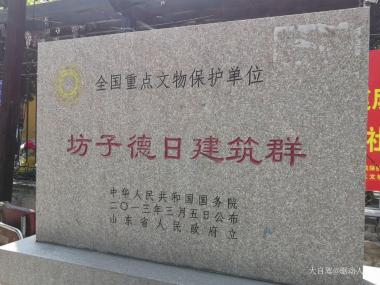 全国重点文物保护单位
坊子德日建筑群
中华人民共和国国务院
二〇一三年三月五日公布
山东省人民政府立